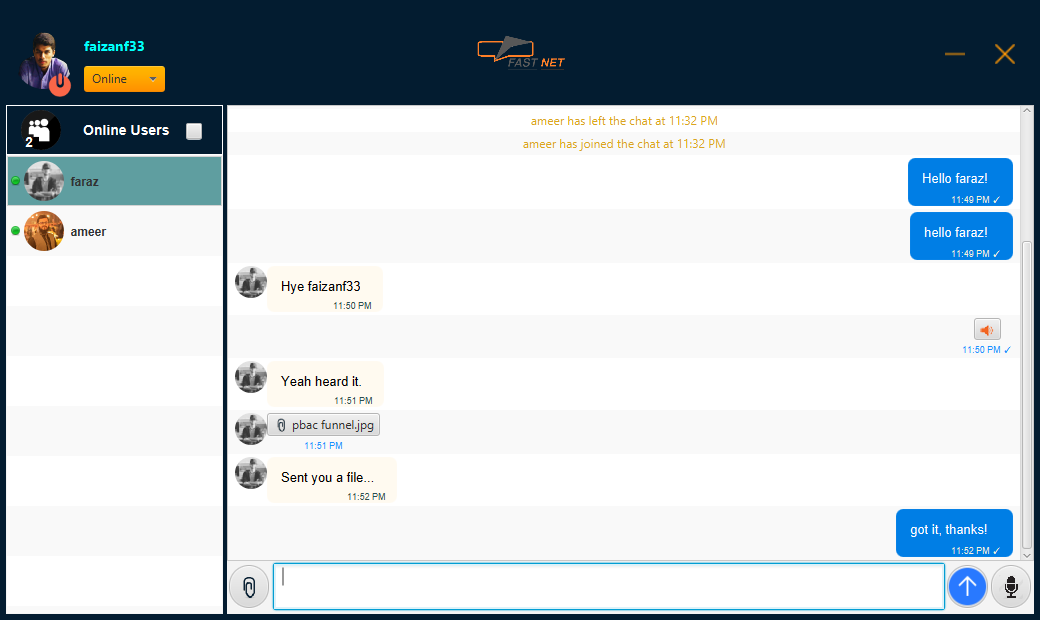 faizanf33
Online
FAST NET
2
Online Users
faraz
ameer
ameer has left the chat at 11:32 PM
ameer has joined the chat at 11:32 PM
Hello faraz!
11:49 PM ✓
hello faraz!
11:49 PM ✓
Hye faizanf33
11:50 PM
11:50 PM ✓
Yeah heard it.
11:51 PM
pbac funnel.jpg
11:51 PM
Sent you a file...
11:52 PM
got it, thanks!
11:52 PM ✓